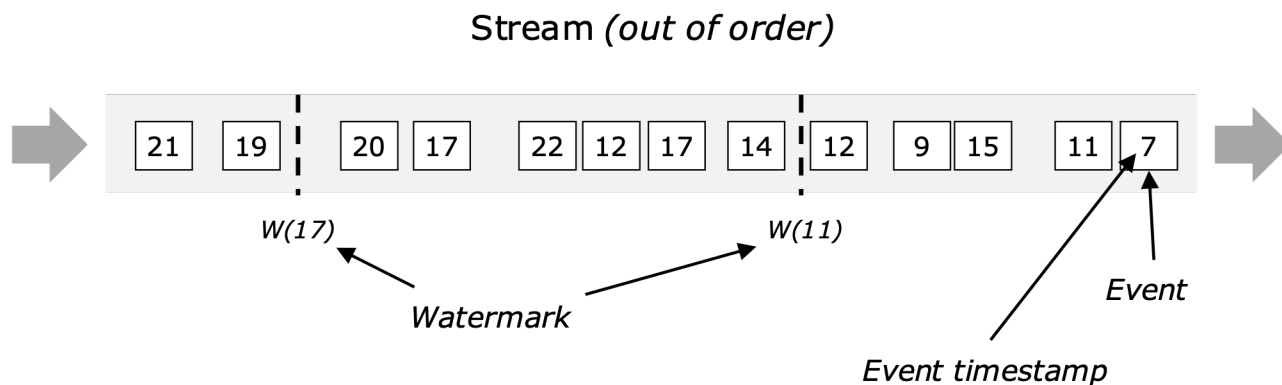 Stream (out of order)
21 19 20 17 22 12 17 14 12 9 15 11 7
W(17) W(11)
Watermark
Event
Event timestamp